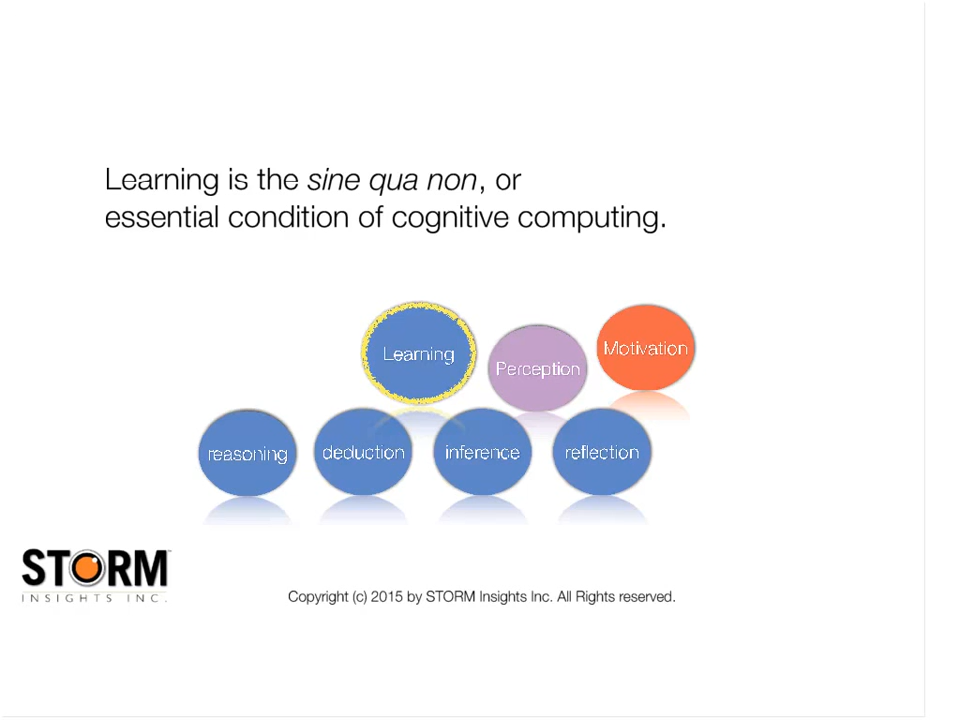 Learning is the sine qua non, or
essential condition of cognitive computing.
Learning
Perception
Motivation
reasoning
deduction
inference
reflection
STORM
INSIGHTS INC.
Copyright (c) 2015 by STORM Insights Inc. All Rights reserved.